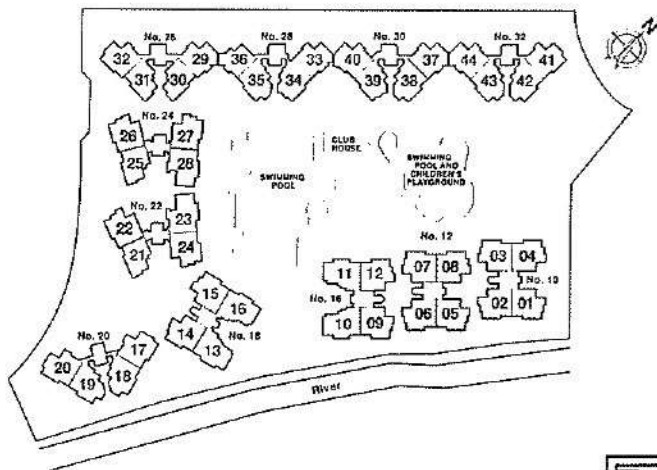 No. 26
No. 28
No. 30
No. 32
32 29 36 33 40 37 44 41
31 30 35 34 39 38 43 42
No. 24
26 27
25 28
CLUB
HOUSE
SWIMMING
POOL
SWIMMING
POOL AND
CHILDREN'S
PLAYGROUND
No. 22
22 23
21 24
No. 12
11 12 07 08 03 04
No. 16
No. 10
10 09 06 05 02 01
15 16
14 13
No. 18
No. 20
20 17
19 18
River
N